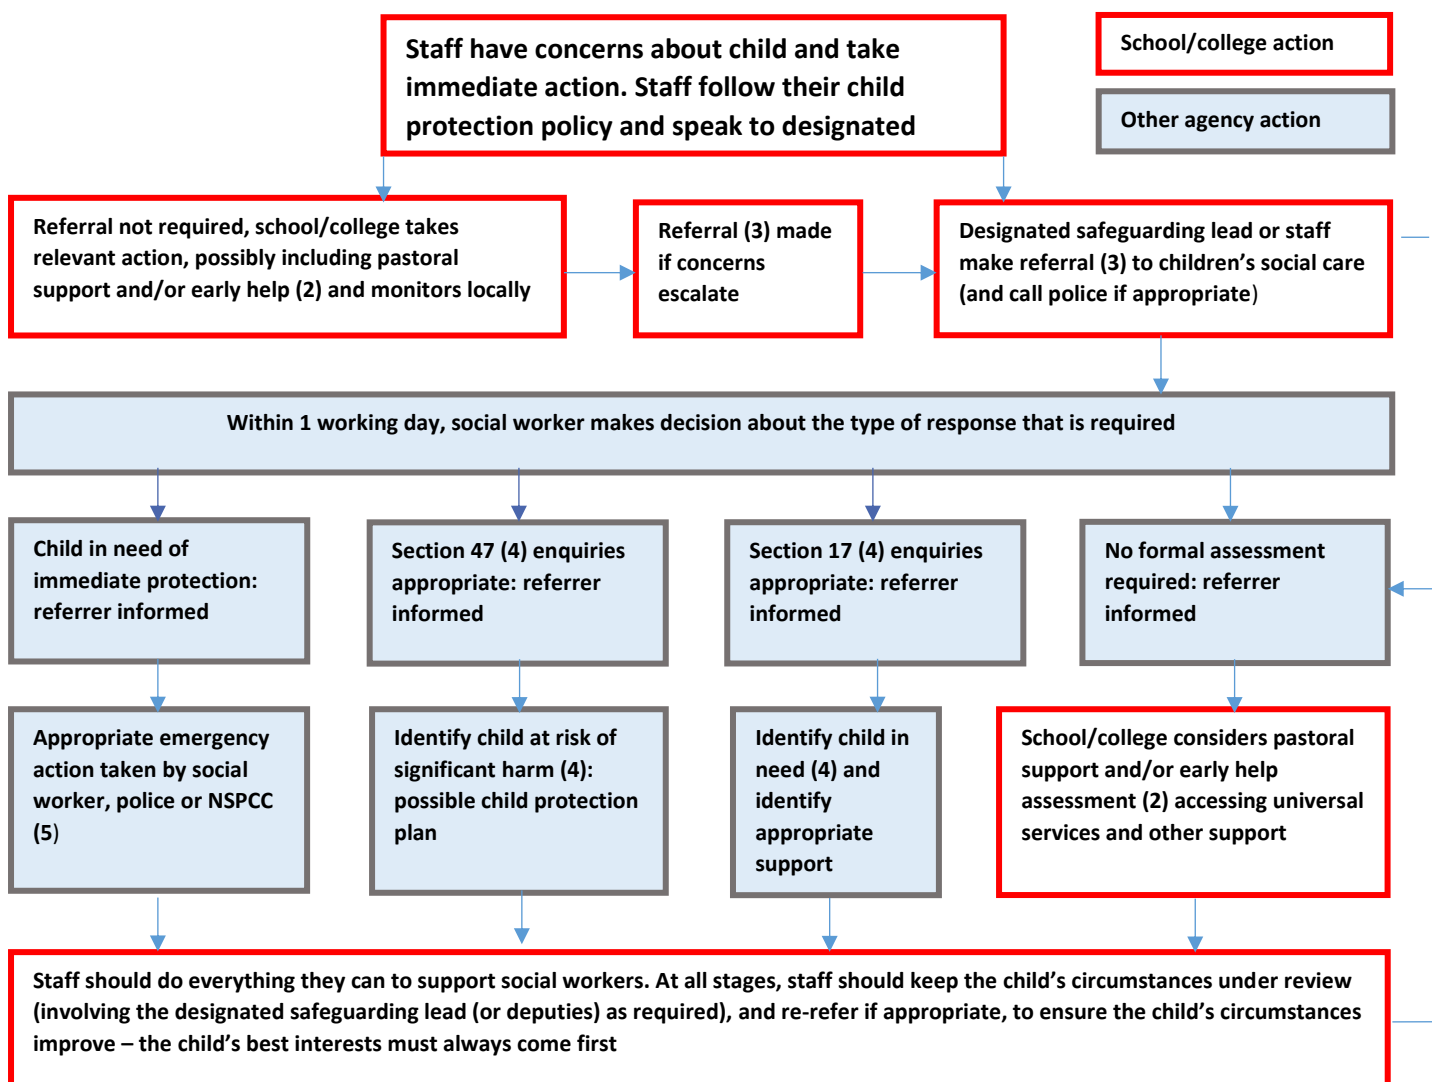 Staff have concerns about child and take
immediate action. Staff follow their child
protection policy and speak to designated
School/college action
Other agency action
Referral not required, school/college takes
relevant action, possibly including pastoral
support and/or early help (2) and monitors locally
Referral (3) made
if concerns
escalate
Designated safeguarding lead or staff
make referral (3) to children’s social care
(and call police if appropriate)
Within 1 working day, social worker makes decision about the type of response that is required
Child in need of
immediate protection:
referrer informed
Section 47 (4) enquiries
appropriate: referrer
informed
Section 17 (4) enquiries
appropriate: referrer
informed
No formal assessment
required: referrer
informed
Appropriate emergency
action taken by social
worker, police or NSPCC
(5)
Identify child at risk of
significant harm (4):
possible child protection
plan
Identify child in
need (4) and
identify
appropriate
support
School/college considers pastoral
support and/or early help
assessment (2) accessing universal
services and other support
Staff should do everything they can to support social workers. At all stages, staff should keep the child’s circumstances under review
(involving the designated safeguarding lead (or deputies) as required), and re-refer if appropriate, to ensure the child’s circumstances
improve – the child’s best interests must always come first